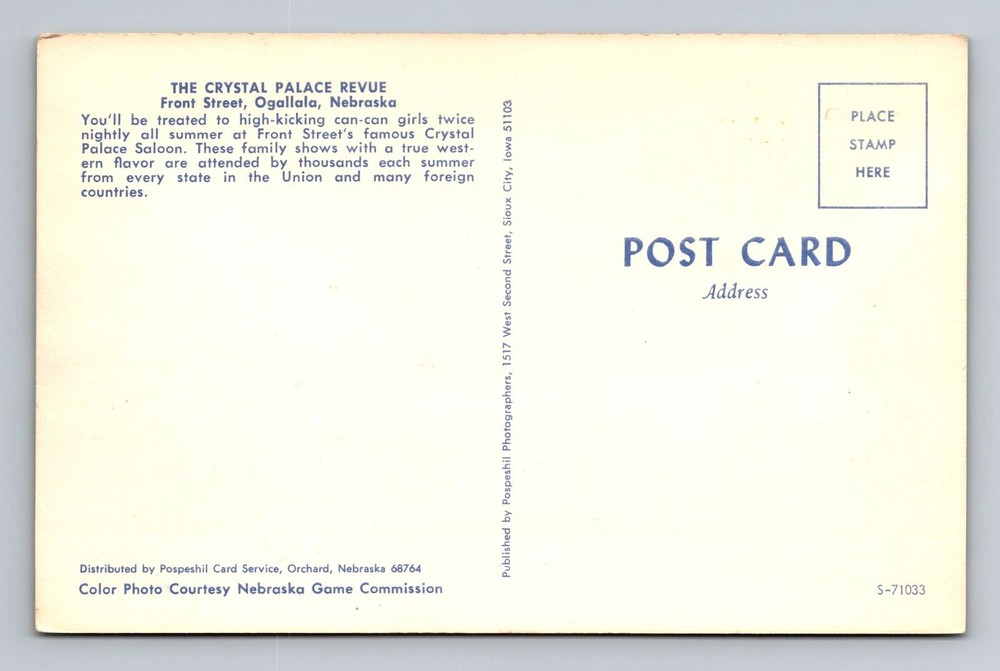 THE CRYSTAL PALACE REVUE
Front Street, Ogallala, Nebraska
You'll be treated to high-kicking can-can girls twice
nightly all summer at Front Street's famous Crystal
Palace Saloon. These family shows with a true west-
ern flavor are attended by thousands each summer
from every state in the Union and many foreign
countries.
Distributed by Pospeshil Card Service, Orchard, Nebraska 68764
Color Photo Courtesy Nebraska Game Commission
Published by Pospeshil Photographers, 1517 West Second Street, Sioux City, Iowa 51103
PLACE
STAMP
HERE
POST CARD
Address
S-71033